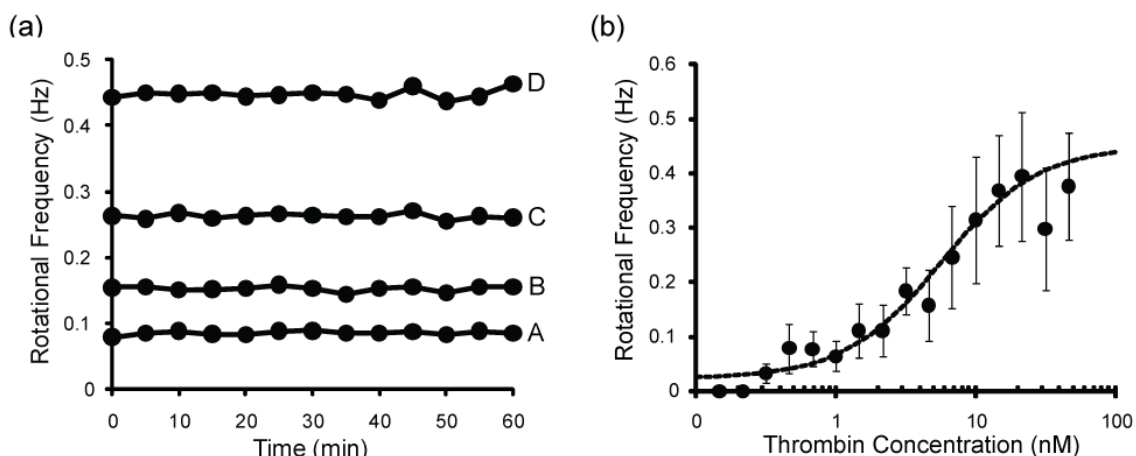 (a)
0.5
0.4
0.3
0.2
0.1
0
Rotational Frequency (Hz)
D
C
B
A
0 10 20 30 40 50 60
Time (min)
(b)
0.6
0.5
0.4
0.3
0.2
0.1
0
Rotational Frequency (Hz)
0 1 10 100
Thrombin Concentration (nM)